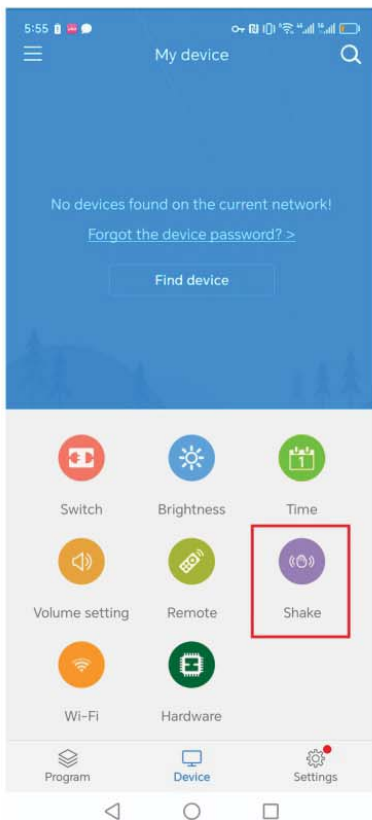 5:55
My device
No devices found on the current network!
Forgot the device password? >
Find device
Switch
Brightness
1
Time
Volume setting
Remote
Shake
Wi-Fi
Hardware
Program
Device
Settings